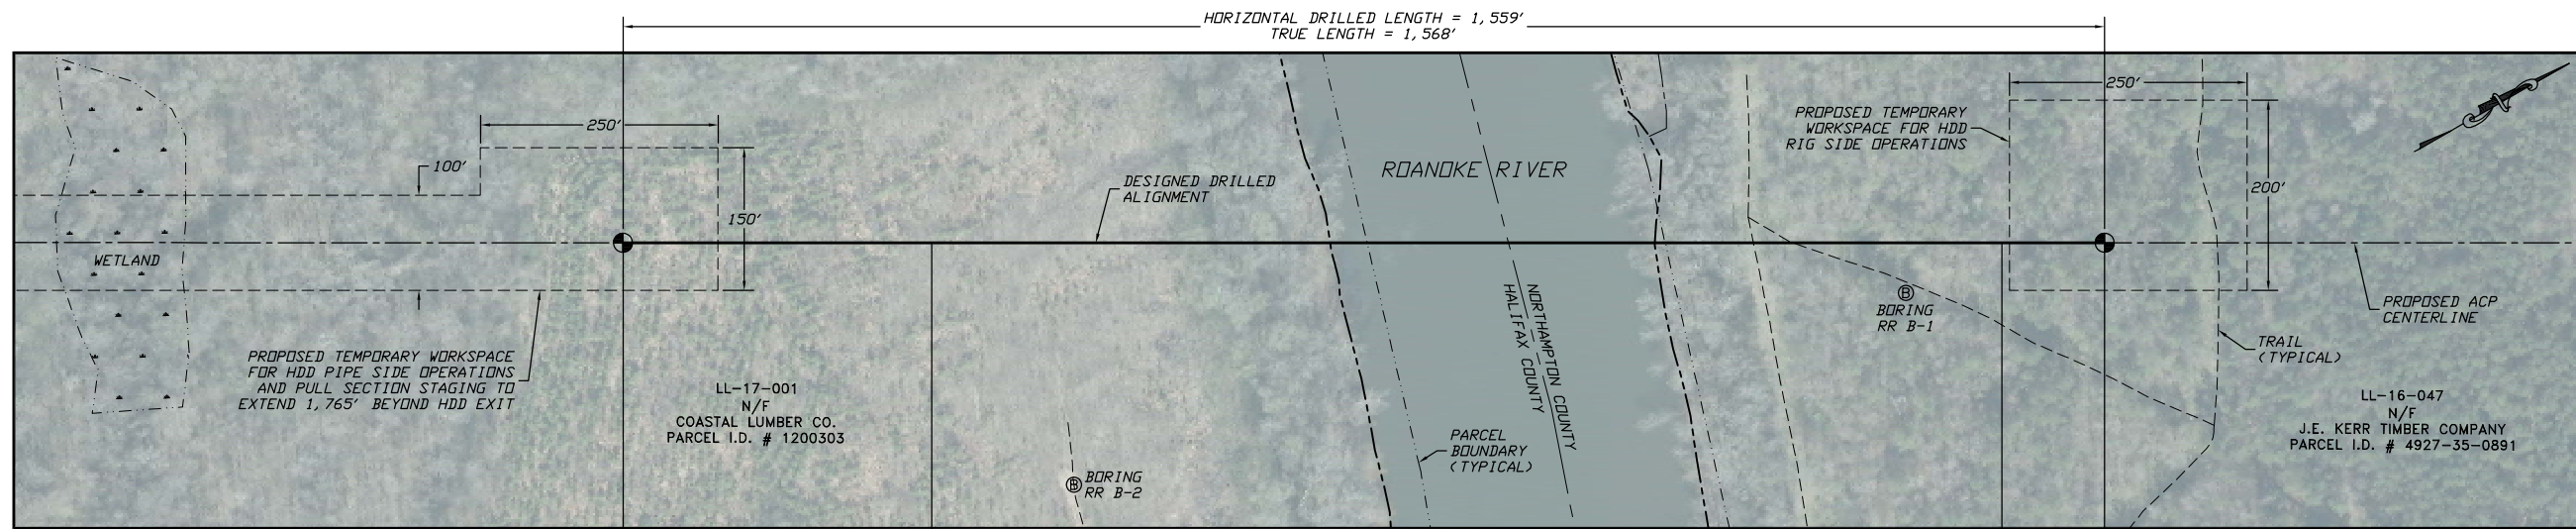 HORIZONTAL DRILLED LENGTH = 1,559'
TRUE LENGTH = 1,568'
250'
100'
150'
WETLAND
PROPOSED TEMPORARY WORKSPACE
FOR HDD PIPE SIDE OPERATIONS
AND PULL SECTION STAGING TO
EXTEND 1,765' BEYOND HDD EXIT
LL-17-001
N/F
COASTAL LUMBER CO.
PARCEL I.D. # 1200303
DESIGNED DRILLED
ALIGNMENT
BORING
RR B-2
B
ROANOKE RIVER
NORTHAMPTON COUNTY
HALIFAX COUNTY
PARCEL
BOUNDARY
(TYPICAL)
PROPOSED TEMPORARY
WORKSPACE FOR HDD
RIG SIDE OPERATIONS
250'
200'
B
BORING
RR B-1
PROPOSED ACP
CENTERLINE
TRAIL
(TYPICAL)
LL-16-047
N/F
J.E. KERR TIMBER COMPANY
PARCEL I.D. # 4927-35-0891